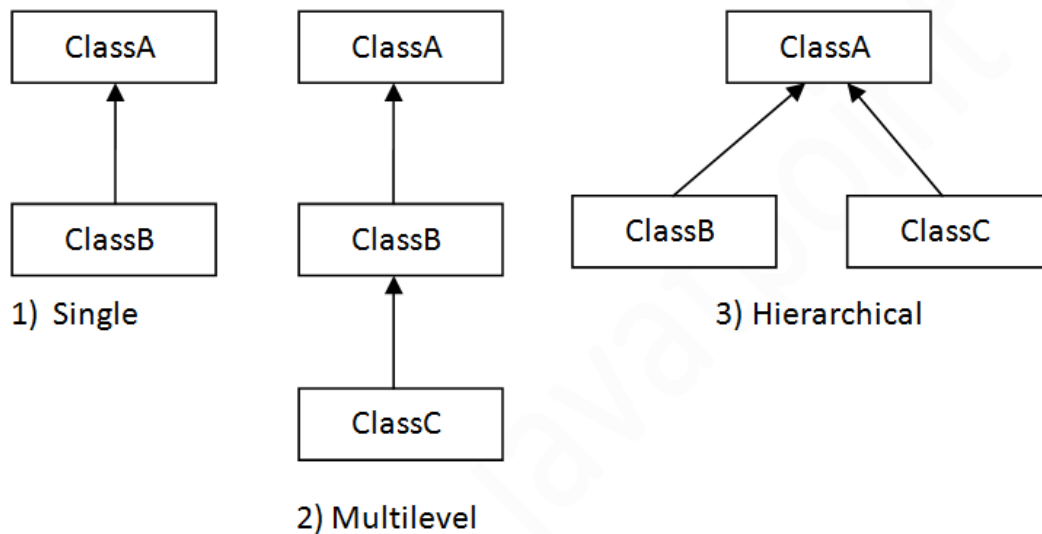 ClassA
ClassB
1) Single
ClassA
ClassB
ClassC
2) Multilevel
ClassA
ClassB
ClassC
3) Hierarchical